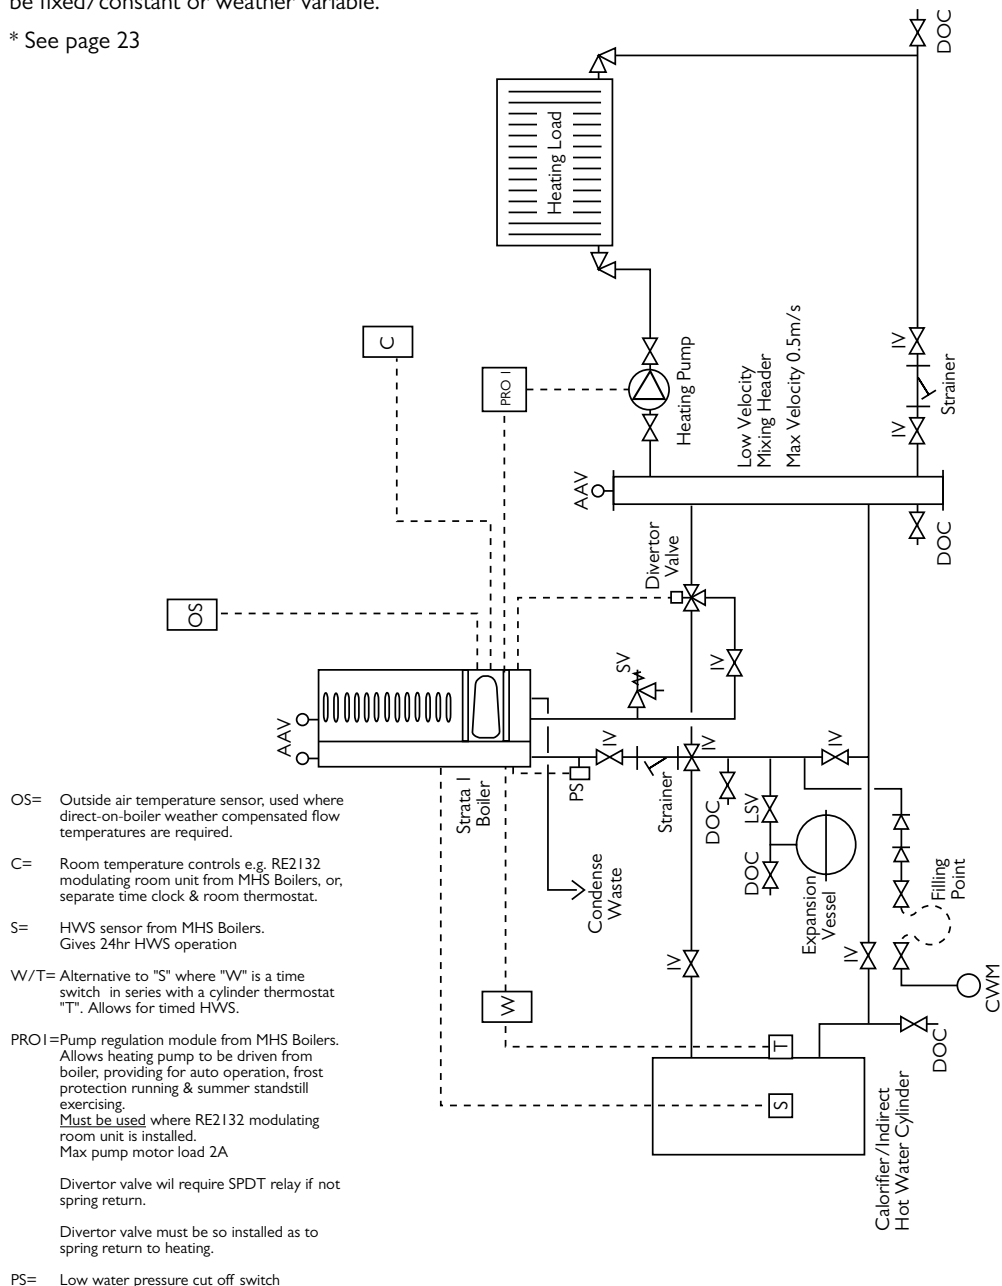 be fixed/constant or weather variable.
* See page 23
DOC
Heating Load
C
PRO 1
Heating Pump
Low Velocity
Mixing Header
Max Velocity 0.5m/s
IV
Strainer
IV
AAV
DOC
OS
Divertor
Valve
SV
IV
AAV
IV
IV
IV
PS
Strata 1
Boiler
Strainer
DOC
LSV
DOC
Condense
Waste
Expansion
Vessel
Filling
Point
IV
IV
CWM
W
T
S
DOC
Calorifier/Indirect
Hot Water Cylinder
OS= Outside air temperature sensor, used where
direct-on-boiler weather compensated flow
temperatures are required.
C= Room temperature controls e.g. RE2132
modulating room unit from MHS Boilers, or,
separate time clock & room thermostat.
S= HWS sensor from MHS Boilers.
Gives 24hr HWS operation
W/T= Alternative to "S" where "W" is a time
switch in series with a cylinder thermostat
"T". Allows for timed HWS.
PRO1=Pump regulation module from MHS Boilers.
Allows heating pump to be driven from
boiler, providing for auto operation, frost
protection running & summer standstill
exercising.
Must be used where RE2132 modulating
room unit is installed.
Max pump motor load 2A
Divertor valve wil require SPDT relay if not
spring return.
Divertor valve must be so installed as to
spring return to heating.
PS= Low water pressure cut off switch